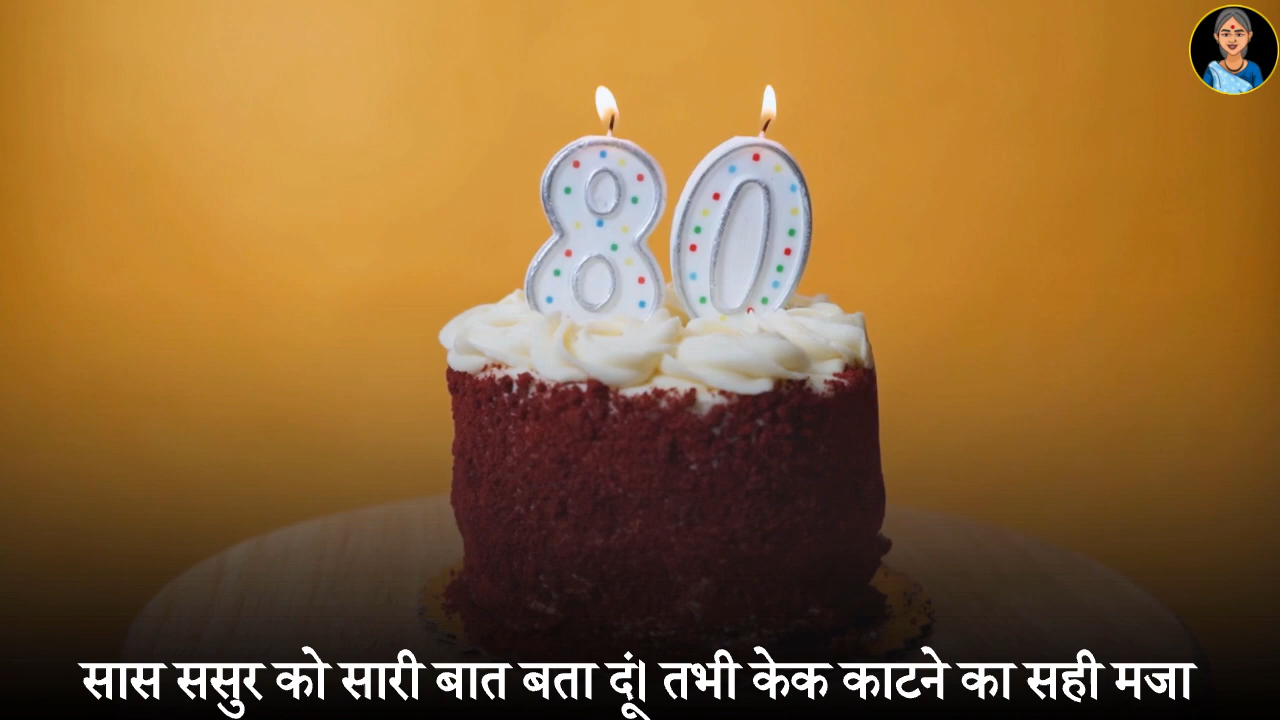 80
सास ससुर को सारी बात बता दूं। तभी केक काटने का सही मजा